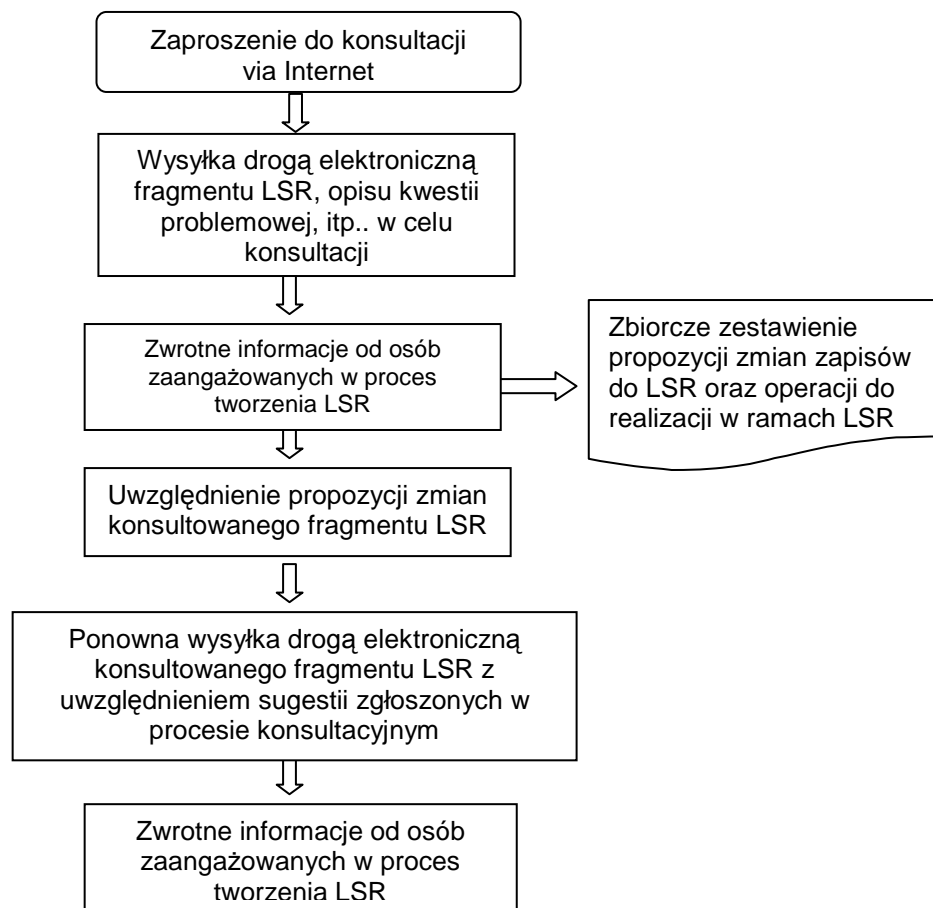 Zaproszenie do konsultacji
via Internet
Wysyłka drogą elektroniczną
fragmentu LSR, opisu kwestii
problemowej, itp.. w celu
konsultacji
Zwrotne informacje od osób
zaangażowanych w proces
tworzenia LSR
Zbiorcze zestawienie
propozycji zmian zapisów
do LSR oraz operacji do
realizacji w ramach LSR
Uwzględnienie propozycji zmian
konsultowanego fragmentu LSR
Ponowna wysyłka drogą elektroniczną
konsultowanego fragmentu LSR z
uwzględnieniem sugestii zgłoszonych w
procesie konsultacyjnym
Zwrotne informacje od osób
zaangażowanych w proces
tworzenia LSR